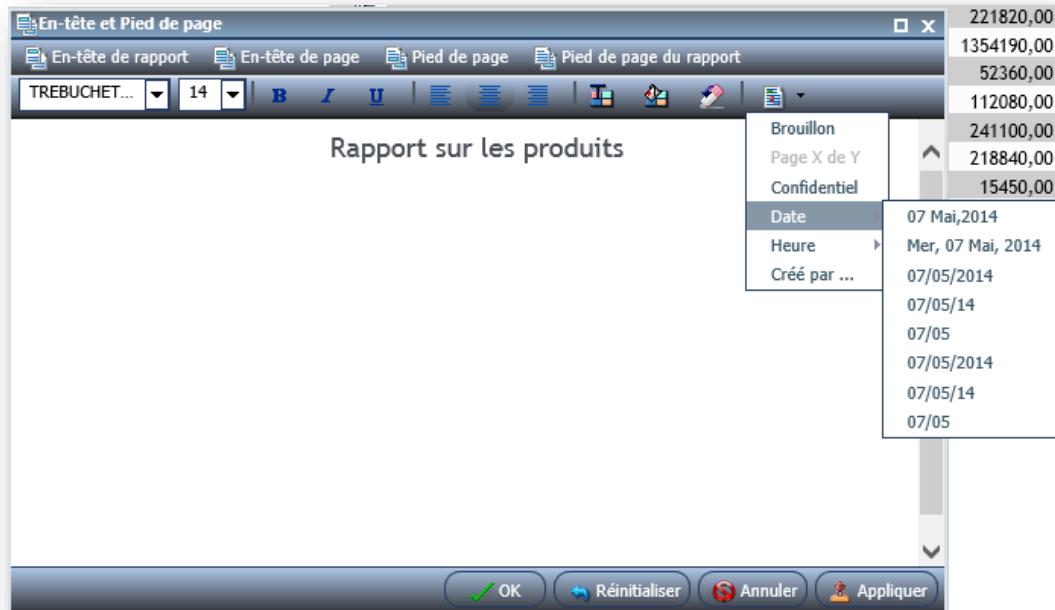 En-tête et Pied de page
En-tête de rapport En-tête de page Pied de page Pied de page du rapport
TREBUCHET... 14 B I U
Rapport sur les produits
Brouillon
Page X de Y
Confidentiel
Date
Heure
Créé par ...
07 Mai,2014
Mer, 07 Mai, 2014
07/05/2014
07/05/14
07/05
07/05/2014
07/05/14
07/05
221820,00
1354190,00
52360,00
112080,00
241100,00
218840,00
15450,00
OK Réinitialiser Annuler Appliquer